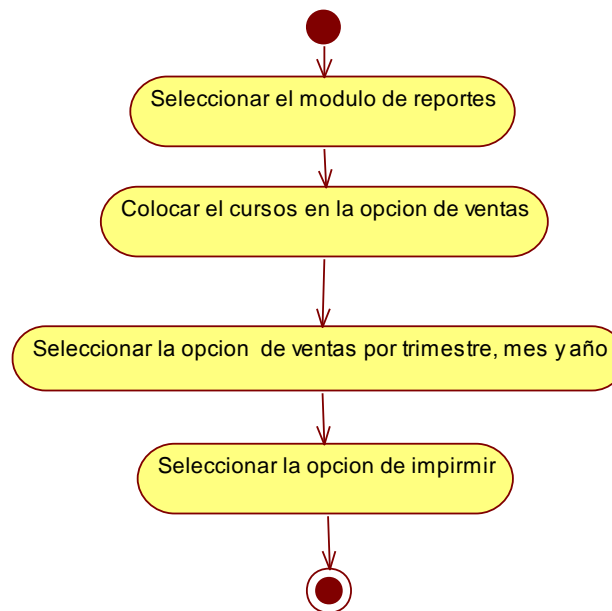 Seleccionar el modulo de reportes
Colocar el cursos en la opcion de ventas
Seleccionar la opcion de ventas por trimestre, mes y año
Seleccionar la opcion de impirmir